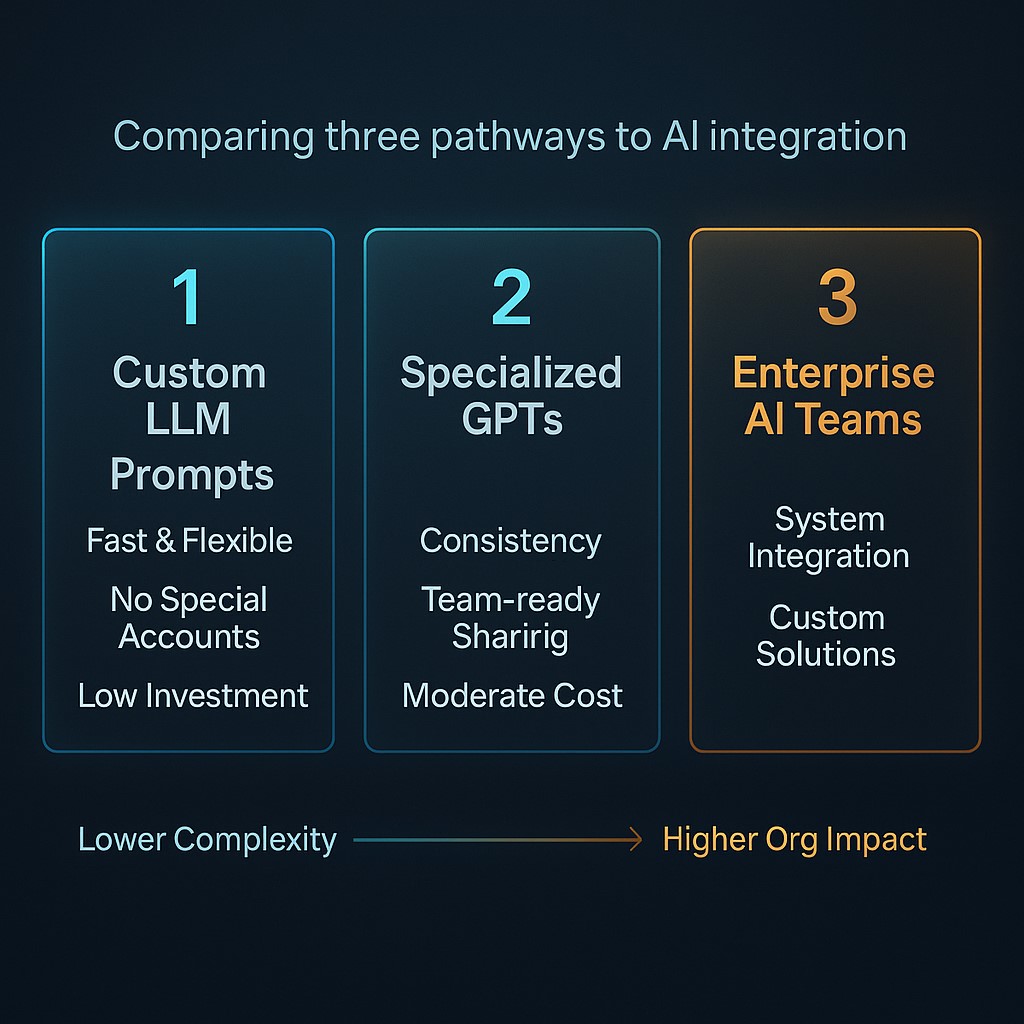 Comparing three pathways to AI integration
1
Custom
LLM
Prompts
Fast & Flexible
No Special
Accounts
Low Investment
2
Specialized
GPTs
Consistency
Team-ready
Sharirig
Moderate Cost
3
Enterprise
AI Teams
System
Integration
Custom
Solutions
Lower Complexity
Higher Org Impact